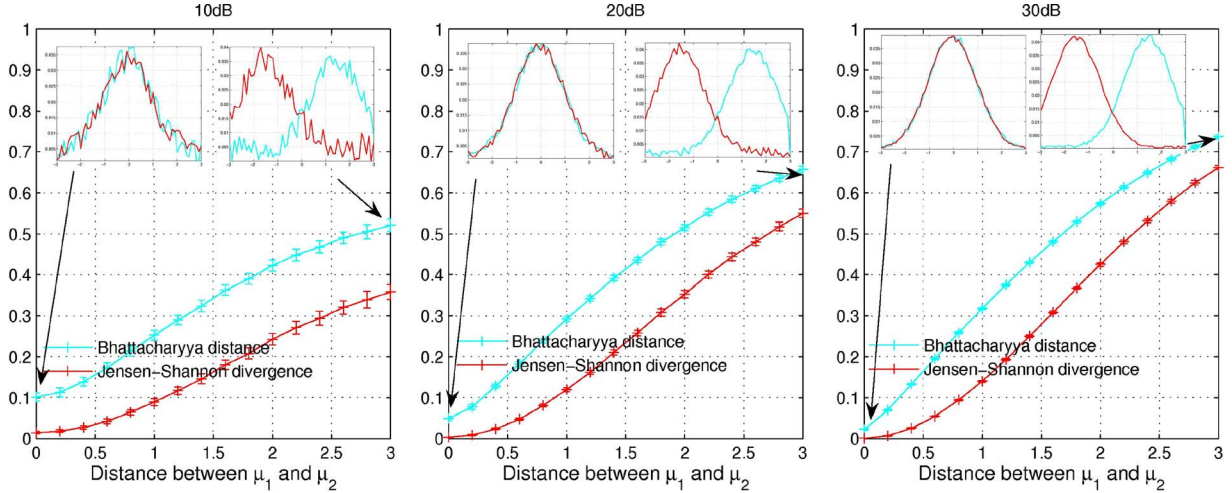 10dB
20dB
30dB
1
0.9
0.8
0.7
0.6
0.5
0.4
0.3
0.2
0.1
0
0 0.5 1 1.5 2 2.5 3
Bhattacharyya distance
Jensen–Shannon divergence
Distance between μ1 and μ2
1
0.9
0.8
0.7
0.6
0.5
0.4
0.3
0.2
0.1
0
0 0.5 1 1.5 2 2.5 3
Bhattacharyya distance
Jensen–Shannon divergence
Distance between μ1 and μ2
1
0.9
0.8
0.7
0.6
0.5
0.4
0.3
0.2
0.1
0
0 0.5 1 1.5 2 2.5 3
Bhattacharyya distance
Jensen–Shannon divergence
Distance between μ1 and μ2